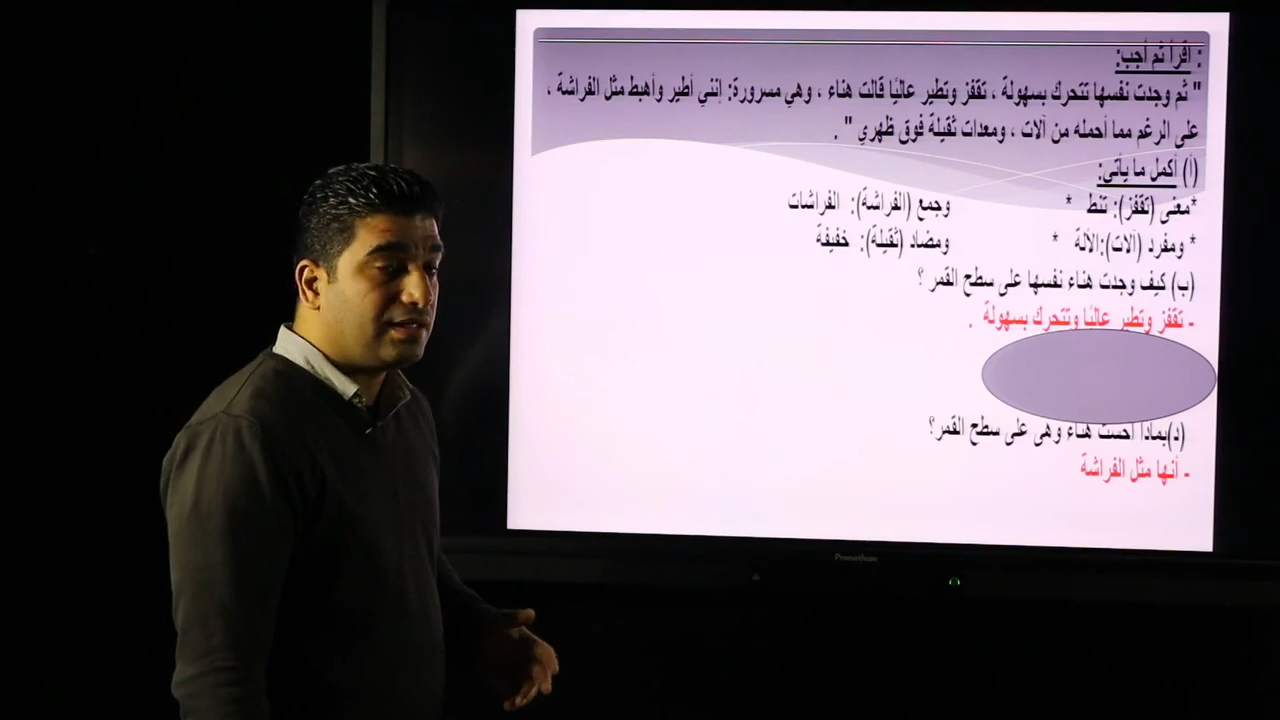 : أقرأ ثم أجب:
" ثم وجدت نفسها تتحرك بسهولة ، تقفز وتطير عاليًا قالت هناء ، وهي مسرورة: إنني أطير وأهبط مثل الفراشة ،
على الرغم مما أحمله من آلات ، ومعدات ثقيلة فوق ظهري " .
(أ) أكمل ما يأتى:
*معنى (تقفز): تنط * وجمع (الفراشة): الفراشات
* ومفرد (آلات):الآلة * ومضاد (ثقيلة): خفيفة
(ب) كيف وجدت هناء نفسها على سطح القمر ؟
- تقفز وتطير عاليًا وتتحرك بسهولة .
(د)بماذا أحست هناء وهى على سطح القمر؟
- أنها مثل الفراشة
Promethean